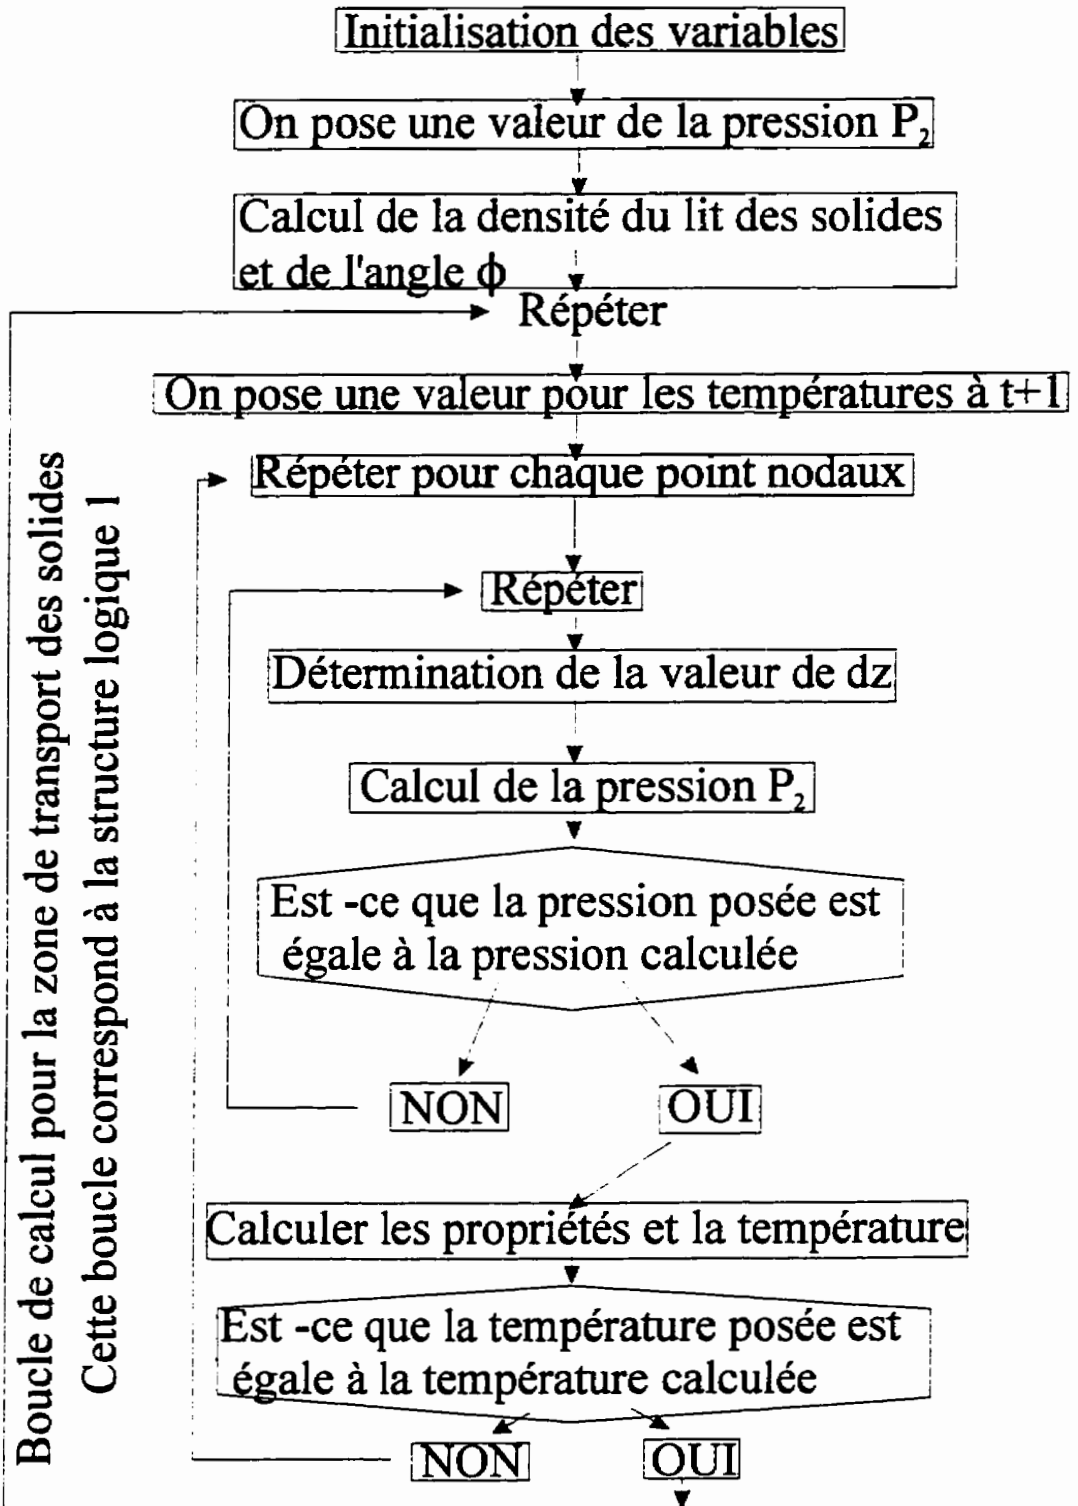 Initialisation des variables
On pose une valeur de la pression P₂
Calcul de la densité du lit des solides
et de l'angle ϕ
Répéter
On pose une valeur pour les températures à t+1
Répéter pour chaque point nodaux
Répéter
Détermination de la valeur de dz
Calcul de la pression P₂
Est -ce que la pression posée est
égale à la pression calculée
NON
OUI
Calculer les propriétés et la température
Est -ce que la température posée est
égale à la température calculée
NON
OUI
Boucle de calcul pour la zone de transport des solides
Cette boucle correspond à la structure logique 1